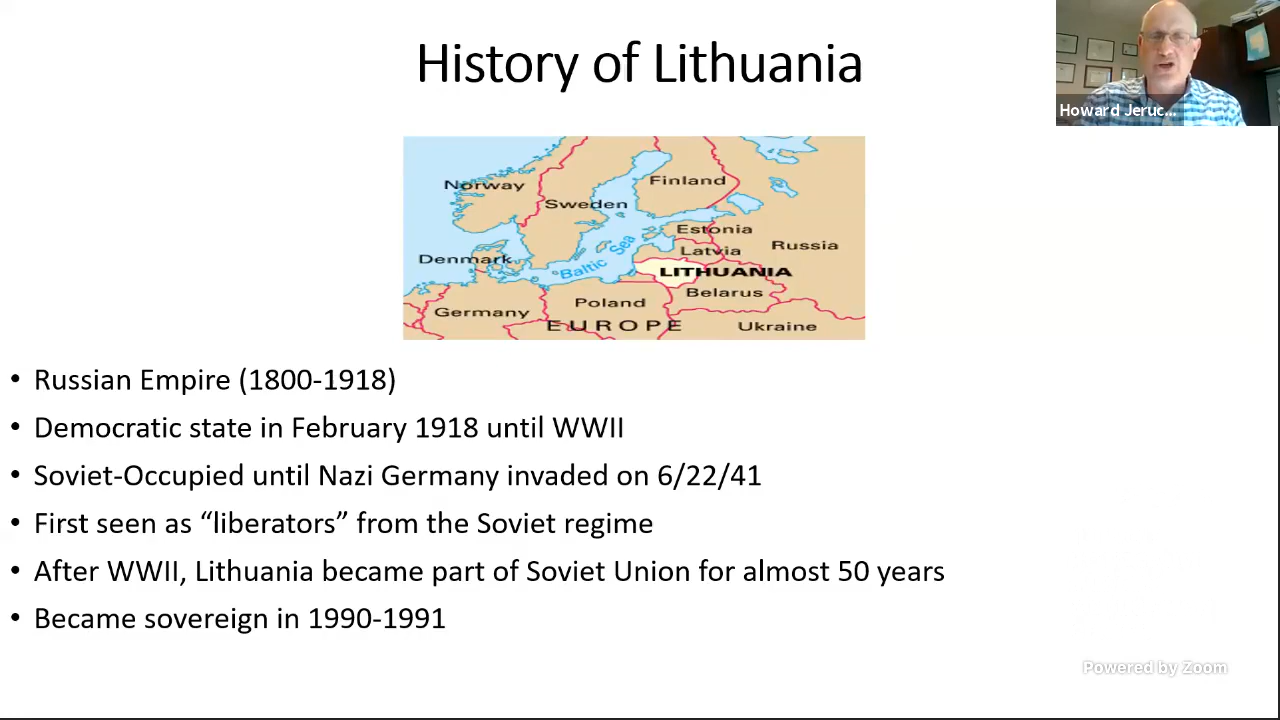 History of Lithuania
Howard Jeruc...
Norway
Finland
Sweden
Estonia
Latvia
Russia
Denmark
Baltic Sea
LITHUANIA
Belarus
Poland
Germany
EUROPE
Ukraine
• Russian Empire (1800-1918)
• Democratic state in February 1918 until WWII
• Soviet-Occupied until Nazi Germany invaded on 6/22/41
• First seen as “liberators” from the Soviet regime
• After WWII, Lithuania became part of Soviet Union for almost 50 years
• Became sovereign in 1990-1991
Powered by Zoom